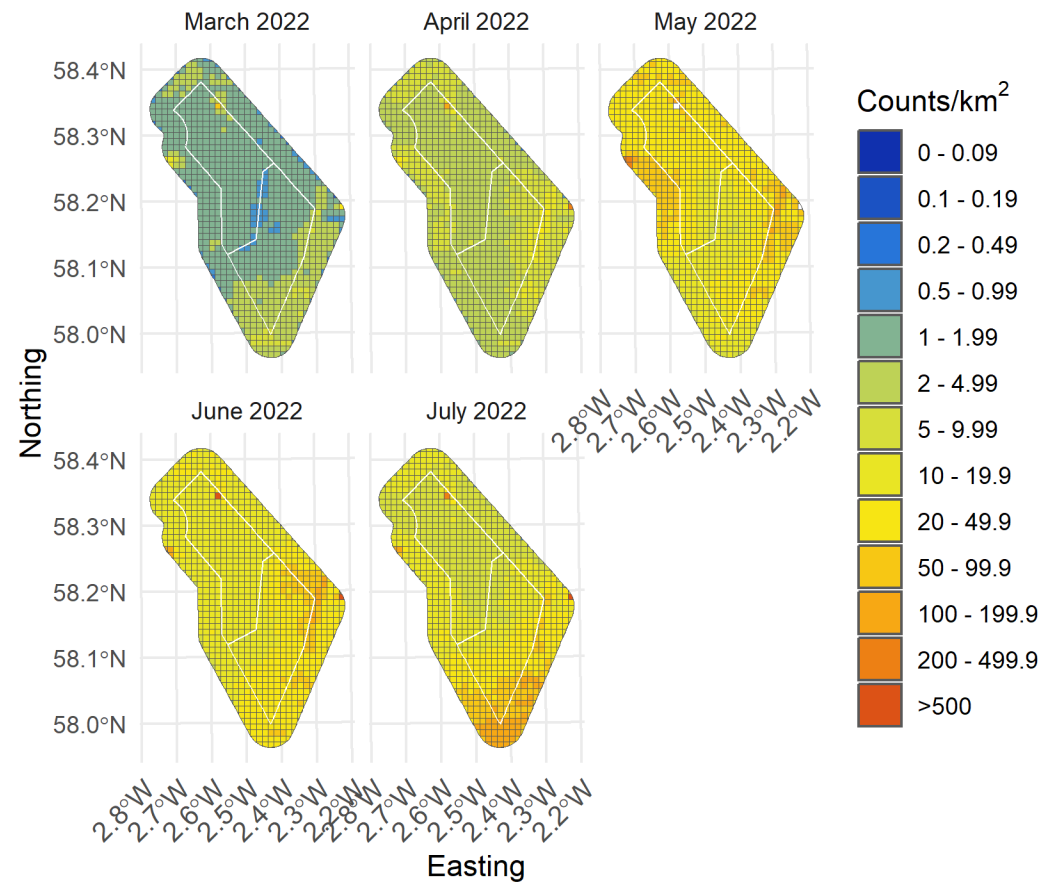 March 2022
April 2022
May 2022
58.4°N
58.3°N
58.2°N
58.1°N
58.0°N
2.8°W
2.7°W
2.6°W
2.5°W
2.4°W
2.3°W
2.2°W
June 2022
July 2022
58.4°N
58.3°N
58.2°N
58.1°N
58.0°N
2.8°W
2.7°W
2.6°W
2.5°W
2.4°W
2.3°W
2.2°W
2.8°W
2.7°W
2.6°W
2.5°W
2.4°W
2.3°W
2.2°W
Northing
Easting
Counts/km²
0 - 0.09
0.1 - 0.19
0.2 - 0.49
0.5 - 0.99
1 - 1.99
2 - 4.99
5 - 9.99
10 - 19.9
20 - 49.9
50 - 99.9
100 - 199.9
200 - 499.9
>500